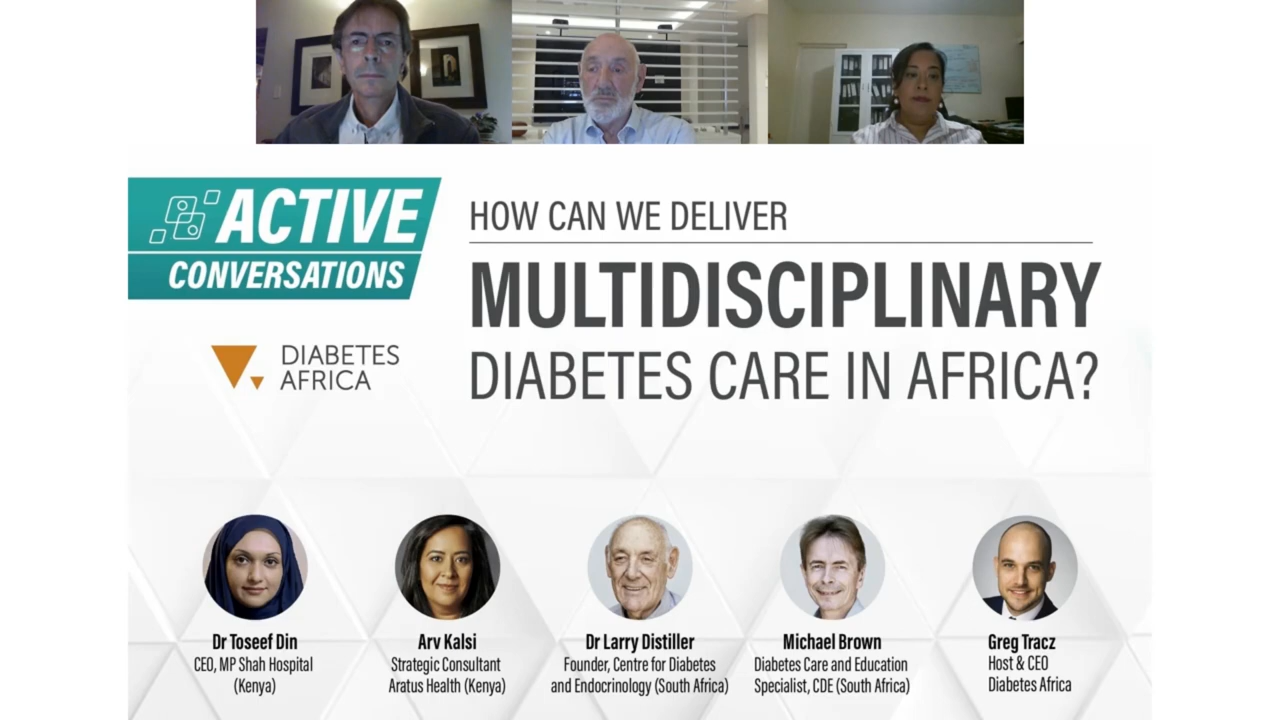 ACTIVE
CONVERSATIONS
HOW CAN WE DELIVER
MULTIDISCIPLINARY
DIABETES CARE IN AFRICA?
DIABETES
AFRICA
Dr Toseef Din
CEO, MP Shah Hospital
(Kenya)
Arv Kalsi
Strategic Consultant
Aratus Health (Kenya)
Dr Larry Distiller
Founder, Centre for Diabetes
and Endocrinology (South Africa)
Michael Brown
Diabetes Care and Education
Specialist, CDE (South Africa)
Greg Tracz
Host & CEO
Diabetes Africa